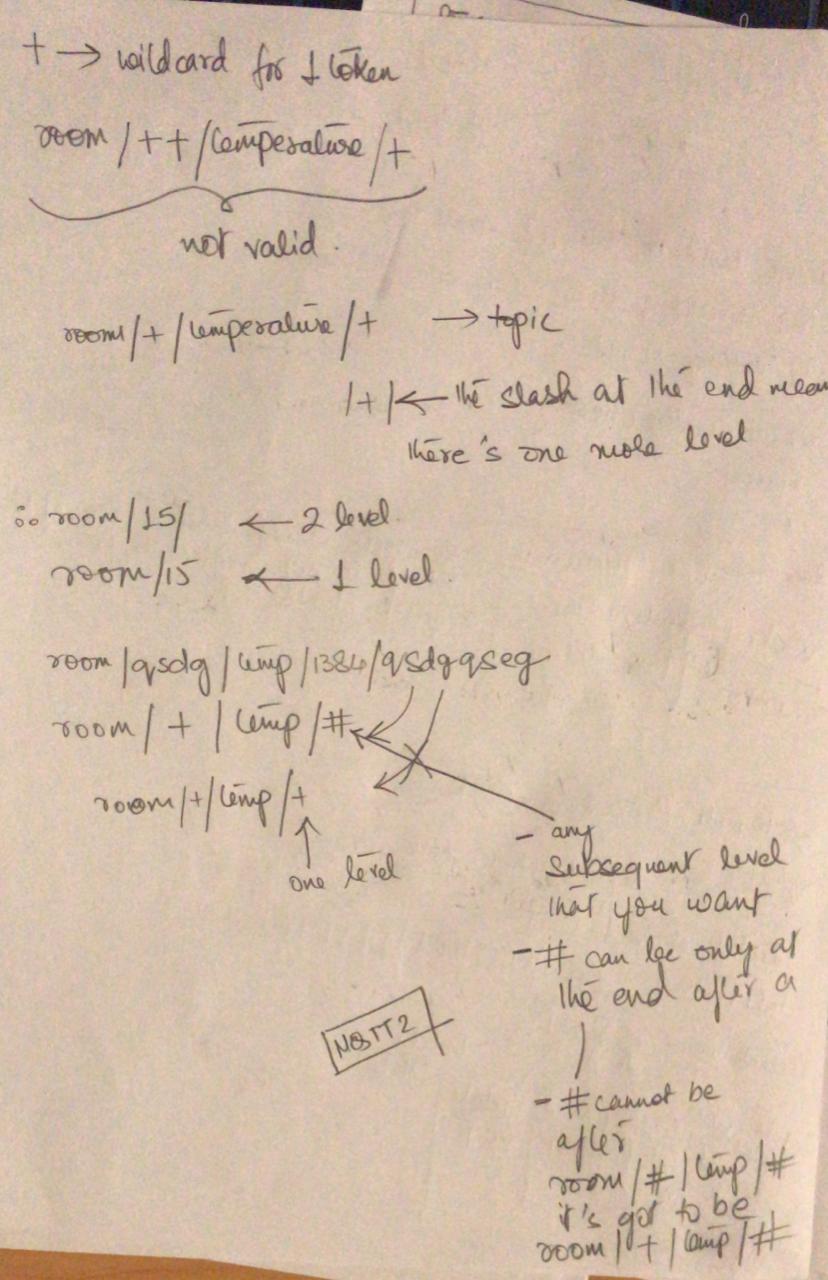 + → wildcard for 1 token
room / ++ / temperature / +
not valid.
room / + / temperature / + → topic
/ + / ← the slash at the end mean
there's one more level
∴ room / 15 / ← 2 level.
room / 15 ← 1 level.
room / qsdg / temp / 1384 / qsdgqseg
room / + / temp / #
room / + / temp / +
one level
- any
subsequent level
that you want
- # can be only at
the end after a
/
MQTT 2
- # cannot be
after
room / # / temp / #
it's got to be
room / + / temp / #